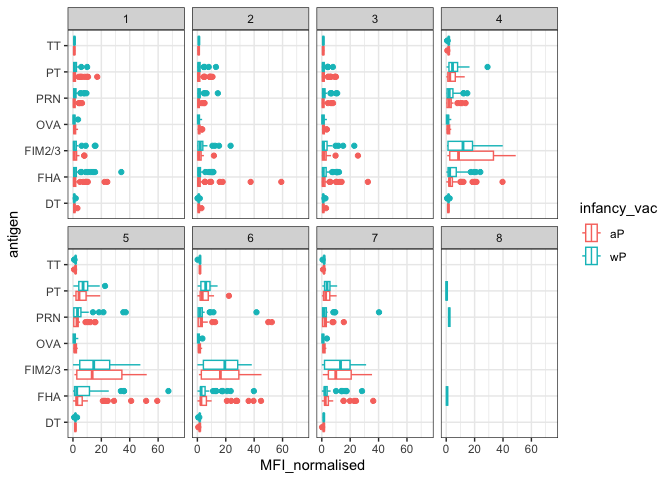 1 2 3 4
TT
PT
PRN
OVA
FIM2/3
FHA
DT
antigen
infancy_vac
aP
wP
5 6 7 8
TT
PT
PRN
OVA
FIM2/3
FHA
DT
0 20 40 60 0 20 40 60 0 20 40 60 0 20 40 60
MFI_normalised